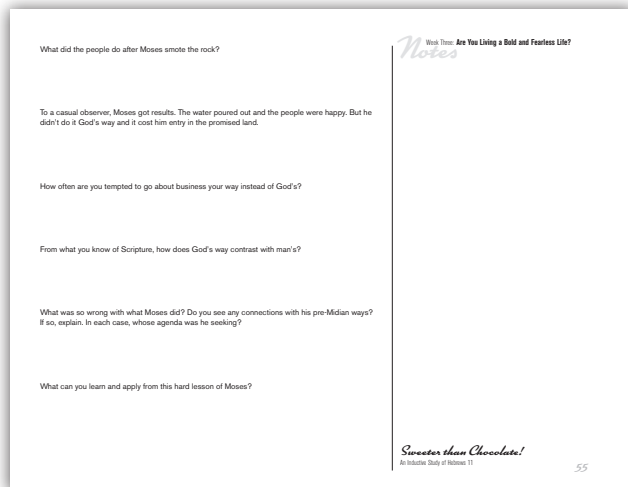 What did the people do after Moses smote the rock?
To a casual observer, Moses got results. The water poured out and the people were happy. But he
didn't do it God's way and it cost him entry in the promised land.
How often are you tempted to go about business your way instead of God's?
From what you know of Scripture, how does God's way contrast with man's?
What was so wrong with what Moses did? Do you see any connections with his pre-Midian ways?
If so, explain. In each case, whose agenda was he seeking?
What can you learn and apply from this hard lesson of Moses?
Week Three: Are You Living a Bold and Fearless Life?
Notes
Sweeter than Chocolate!
An Inductive Study of Hebrews 11
55